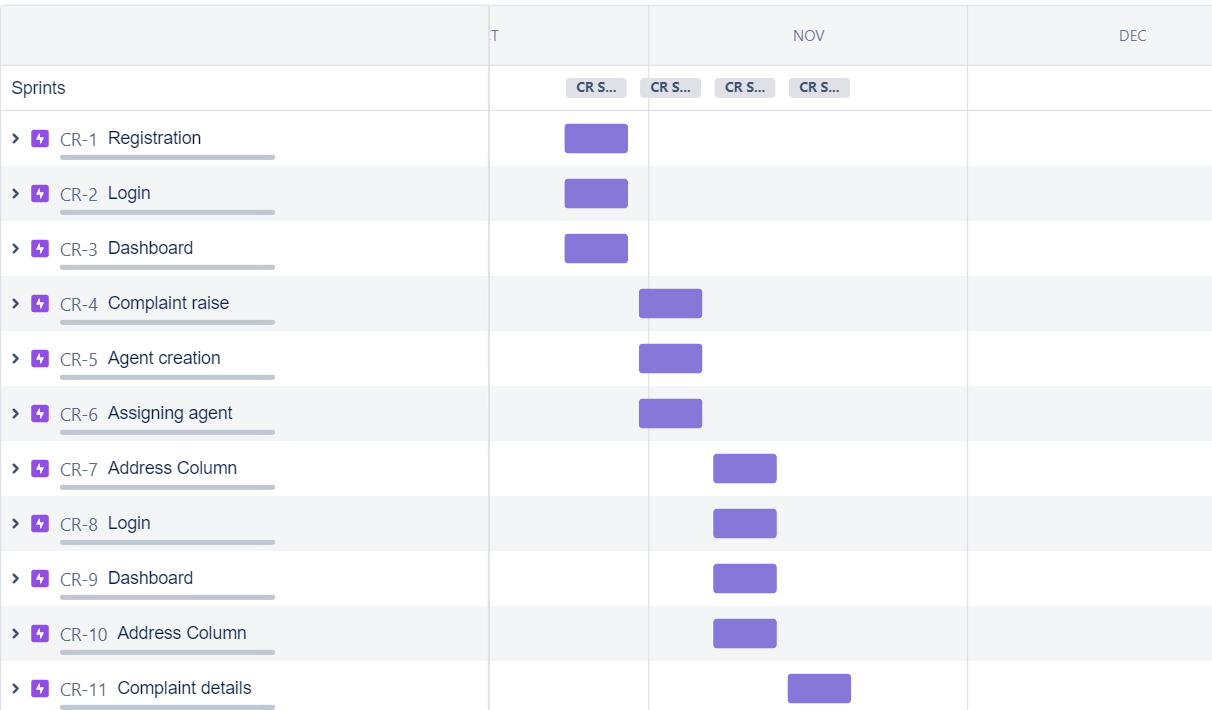 T NOV DEC
Sprints CR S... CR S... CR S... CR S...
CR-1 Registration
CR-2 Login
CR-3 Dashboard
CR-4 Complaint raise
CR-5 Agent creation
CR-6 Assigning agent
CR-7 Address Column
CR-8 Login
CR-9 Dashboard
CR-10 Address Column
CR-11 Complaint details